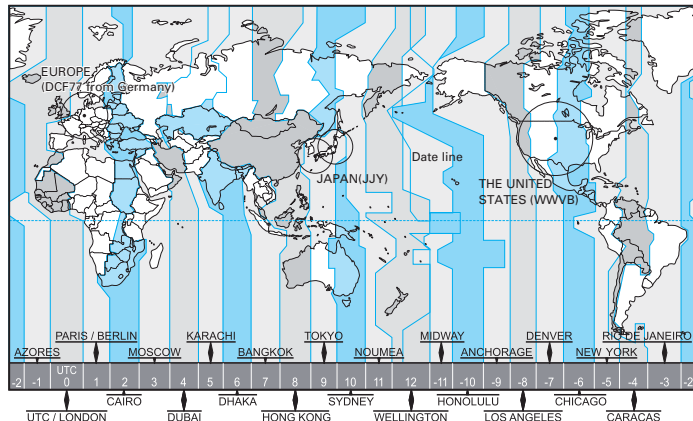 EUROPE
(DCF77 from Germany)
Date line
JAPAN(JJY)
THE UNITED
STATES (WWVB)
PARIS / BERLIN KARACHI TOKYO MIDWAY DENVER RIO DE JANEIRO
AZORES MOSCOW BANGKOK NOUMEA ANCHORAGE NEW YORK
UTC
-2 -1 0 1 2 3 4 5 6 7 8 9 10 11 12 -11 -10 -9 -8 -7 -6 -5 -4 -3 -2
CAIRO DHAKA SYDNEY HONOLULU CHICAGO
UTC / LONDON DUBAI HONG KONG WELLINGTON LOS ANGELES CARACAS